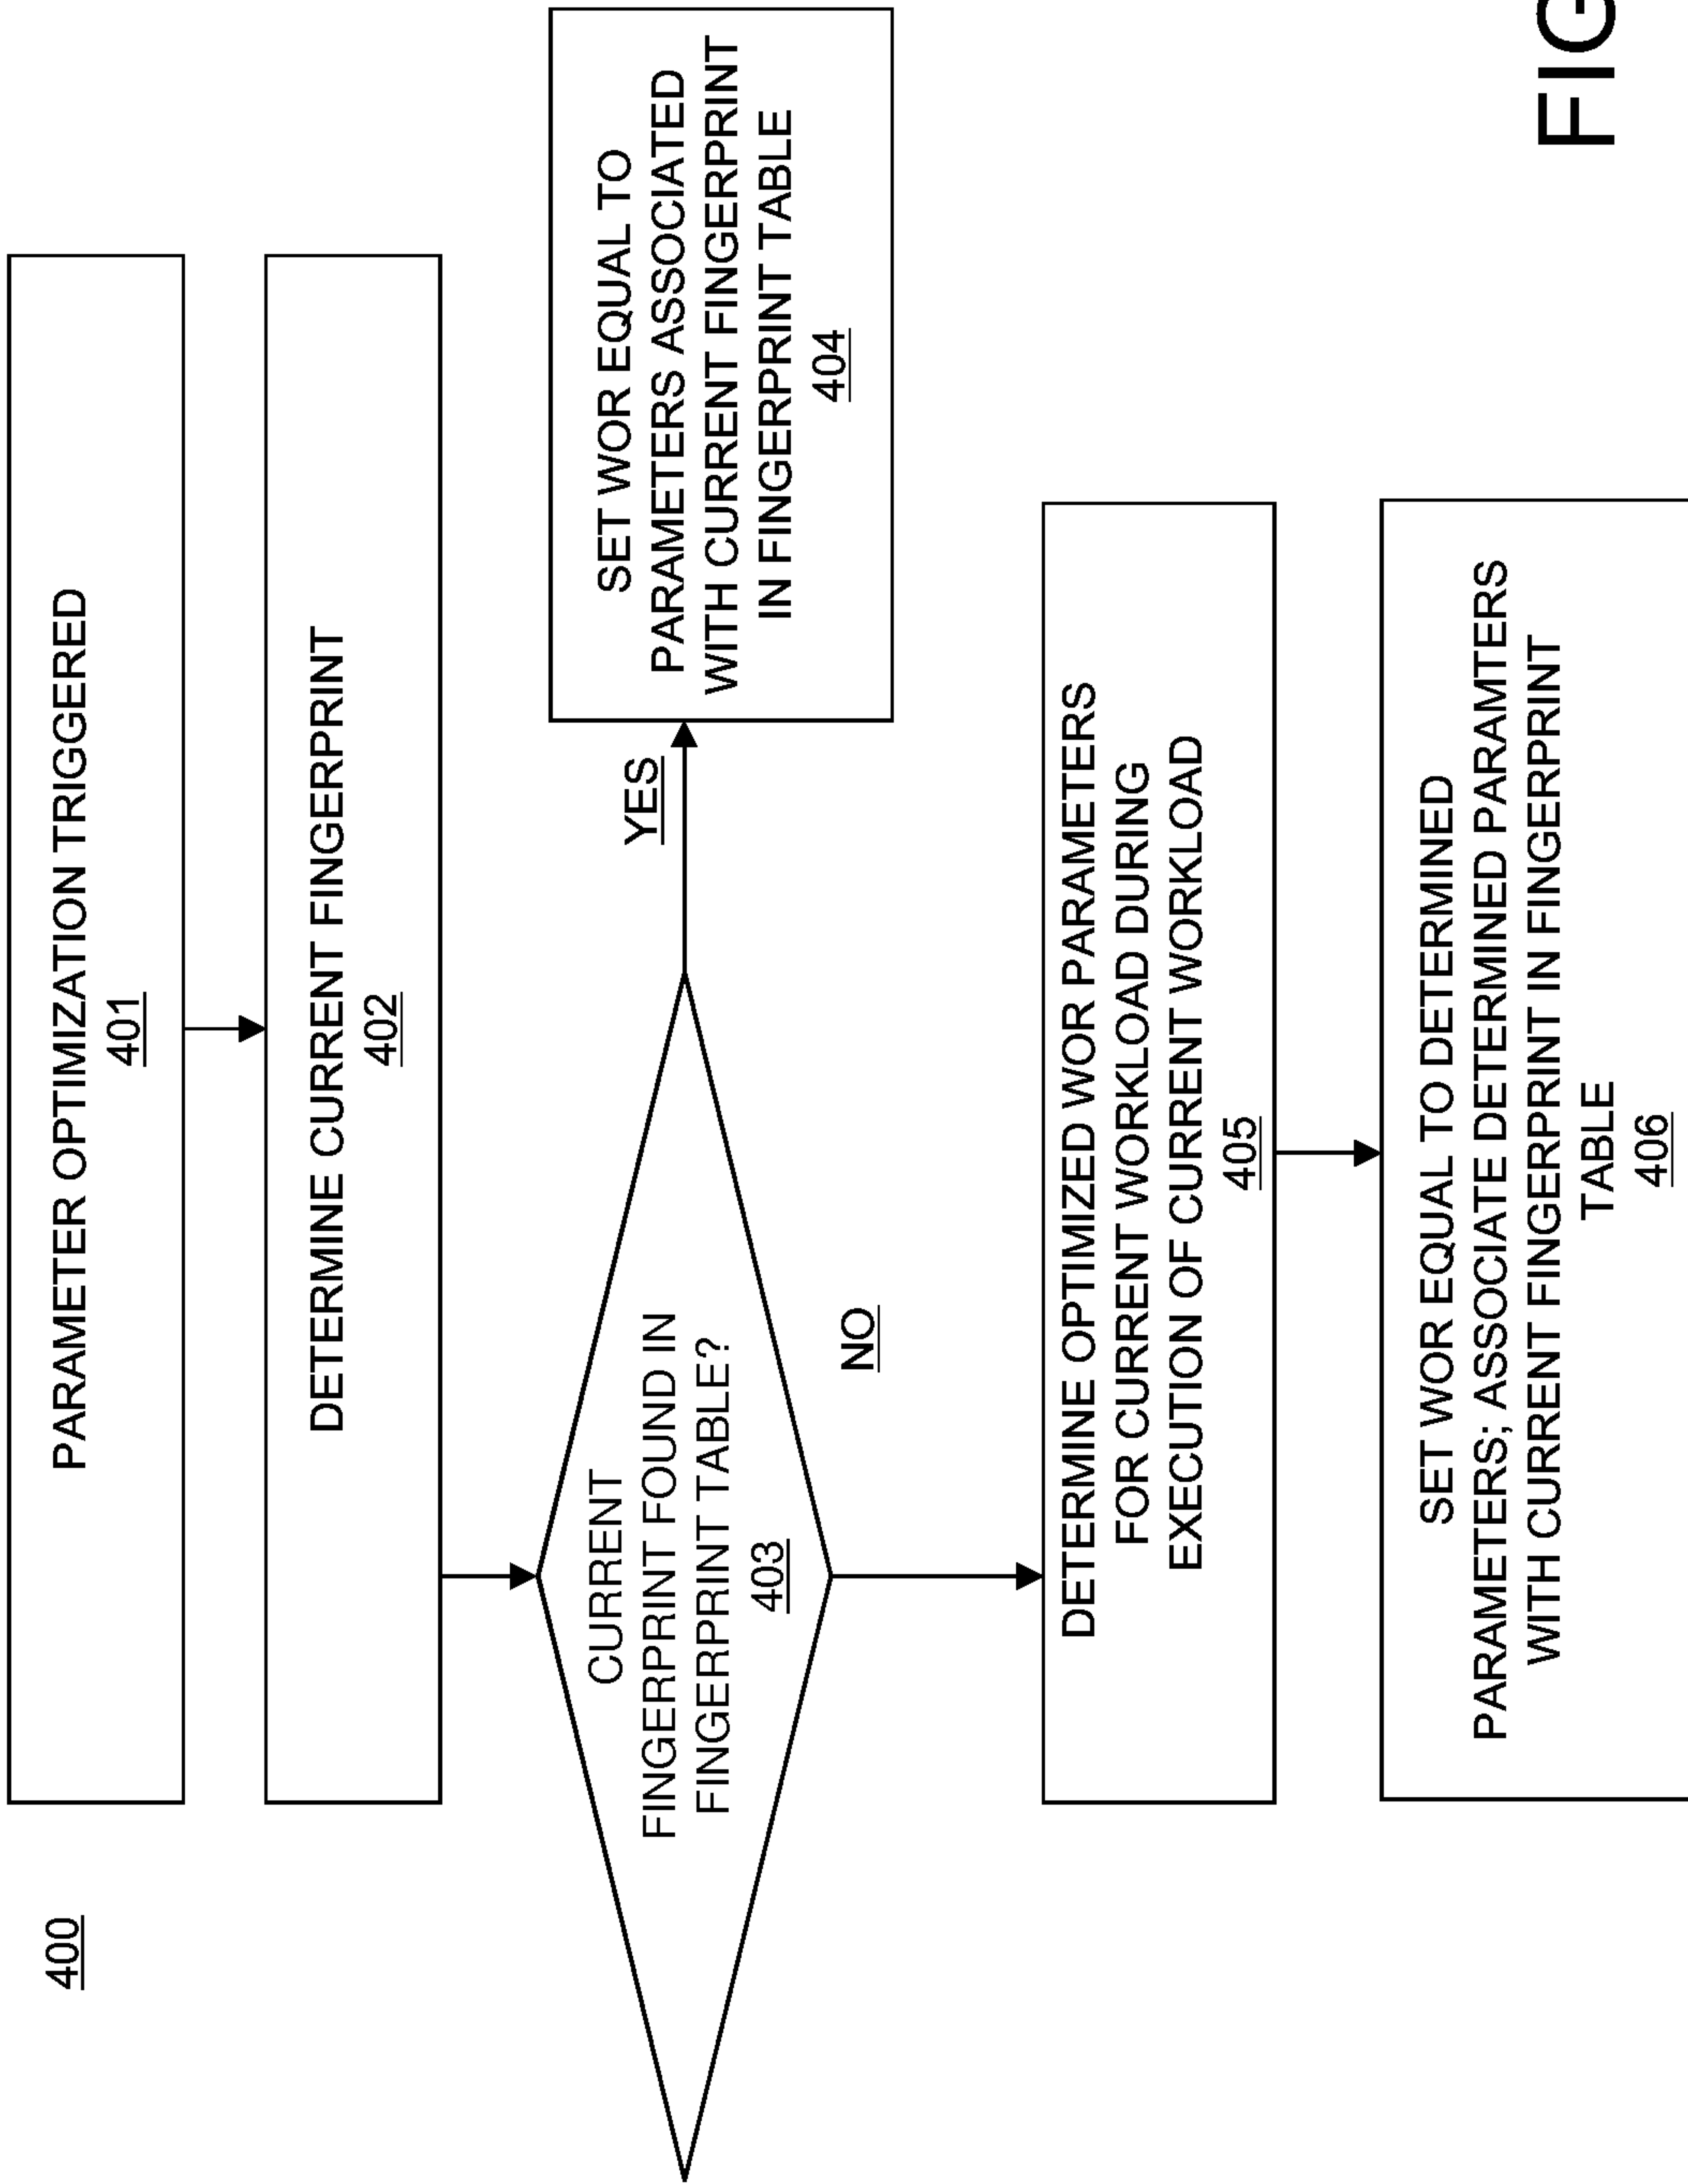 400
PARAMETER OPTIMIZATION TRIGGERED
401
DETERMINE CURRENT FINGERPRINT
402
CURRENT
FINGERPRINT FOUND IN
FINGERPRINT TABLE?
403
YES
SET WOR EQUAL TO
PARAMETERS ASSOCIATED
WITH CURRENT FINGERPRINT
IN FINGERPRINT TABLE
404
NO
DETERMINE OPTIMIZED WOR PARAMETERS
FOR CURRENT WORKLOAD DURING
EXECUTION OF CURRENT WORKLOAD
405
SET WOR EQUAL TO DETERMINED
PARAMETERS; ASSOCIATE DETERMINED PARAMTERS
WITH CURRENT FINGERPRINT IN FINGERPRINT
TABLE
406
FIG